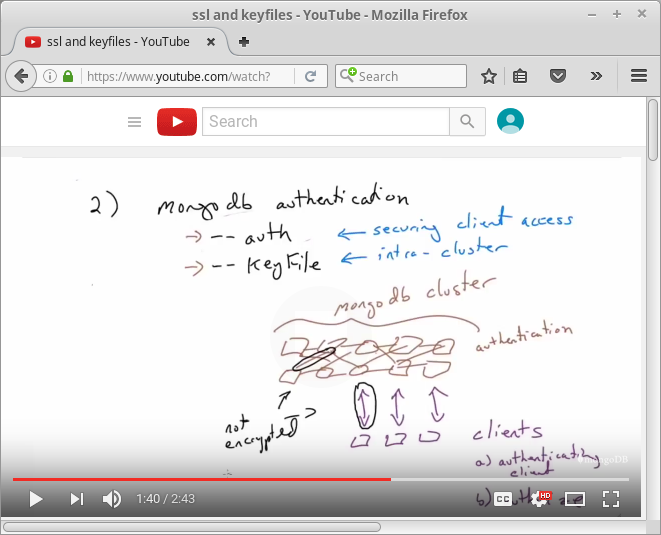 ssl and keyfiles - YouTube - Mozilla Firefox
ssl and keyfiles - YouTube
https://www.youtube.com/watch?
Search
Search
2) mongodb authentication
→ -- auth ← securing client access
→ -- KeyFile ← intra-cluster
mongodb cluster
authentication
not
encrypted
clients
a) authenticating
client
mongoDB
b)
1:40 / 2:43
CC
HD